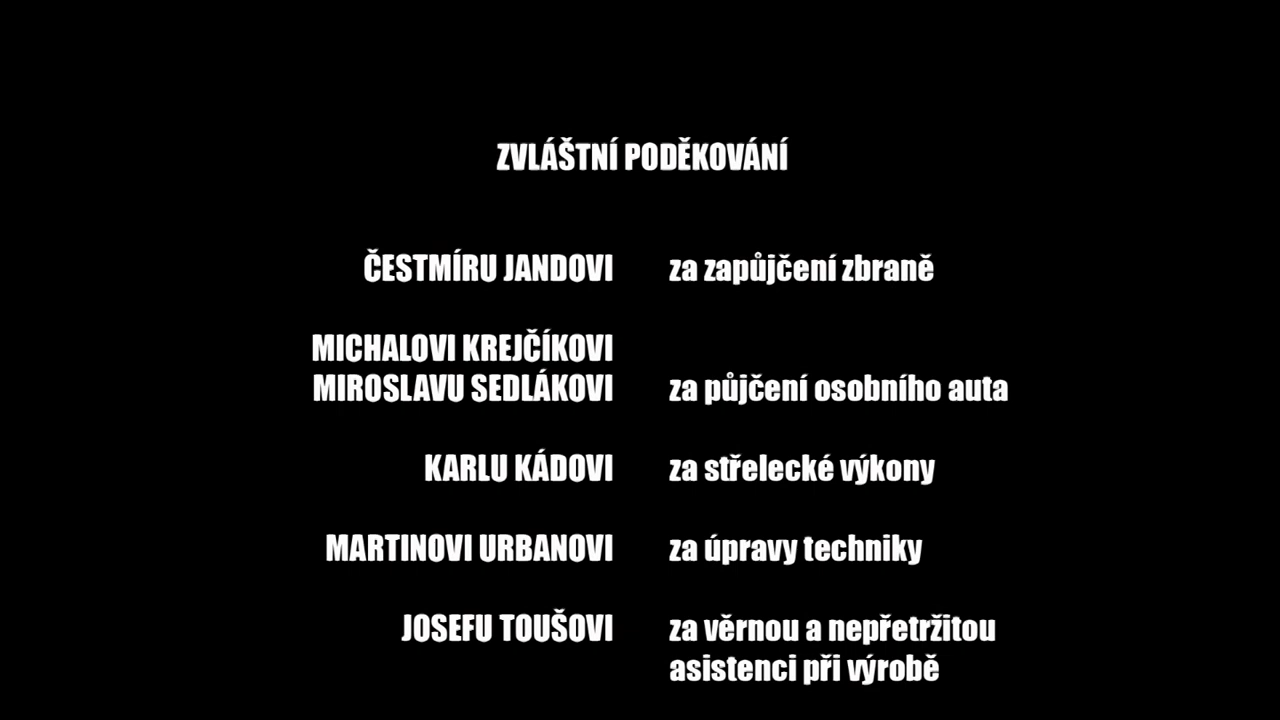 ZVLÁŠTNÍ PODĚKOVÁNÍ
ČESTMÍRU JANDOVI za zapůjčení zbraně
MICHALOVI KREJČÍKOVI
MIROSLAVU SEDLÁKOVI za půjčení osobního auta
KARLU KÁDOVI za střelecké výkony
MARTINOVI URBANOVI za úpravy techniky
JOSEFU TOUŠOVI za věrnou a nepřetržitou
asistenci při výrobě